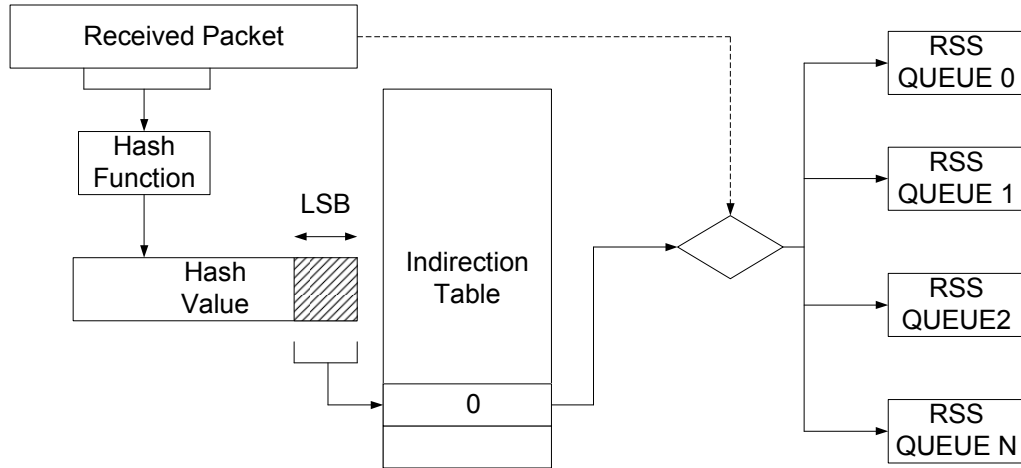 Received Packet
Hash
Function
LSB
Hash
Value
Indirection
Table
0
RSS
QUEUE 0
RSS
QUEUE 1
RSS
QUEUE2
RSS
QUEUE N